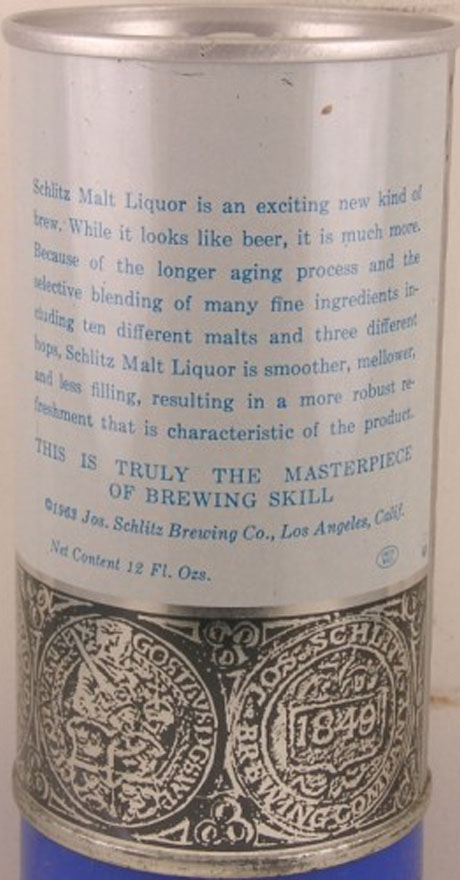 Schlitz Malt Liquor is an exciting new kind of
brew. While it looks like beer, it is much more.
Because of the longer aging process and the
selective blending of many fine ingredients in-
cluding ten different malts and three different
hops, Schlitz Malt Liquor is smoother, mellower,
and less filling, resulting in a more robust re-
freshment that is characteristic of the product.
THIS IS TRULY THE MASTERPIECE
OF BREWING SKILL
©1963 Jos. Schlitz Brewing Co., Los Angeles, Calif.
Net Content 12 Fl. Ozs.
JOS. SCHLITZ
1849
BREWING COMPANY